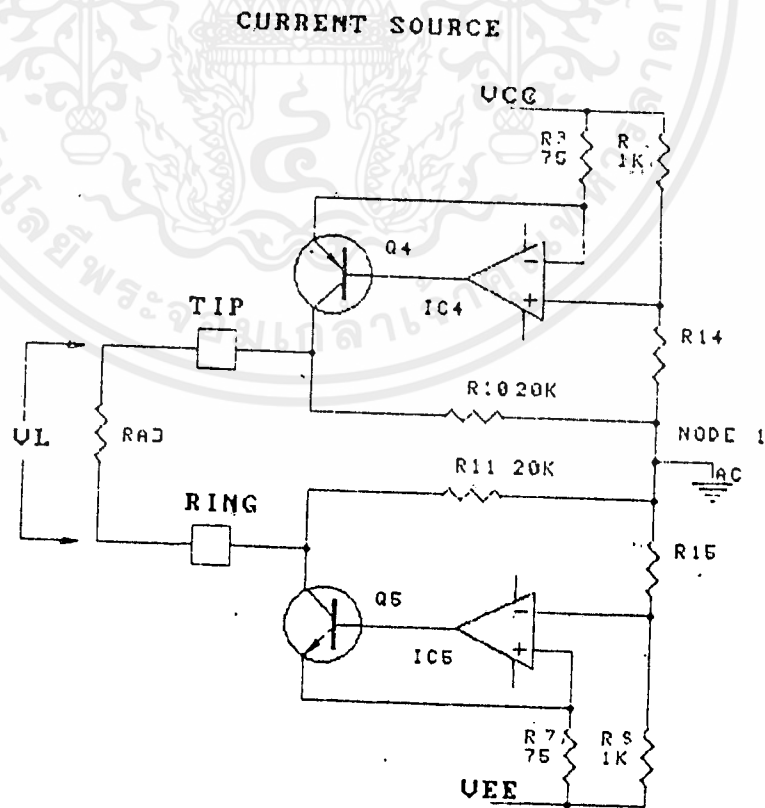 CURRENT SOURCE
VCC
R3
75
R
1K
Q4
IC4
TIP
R14
R10 20K
NODE 1
VL
RAJ
AC
R11 20K
RING
R15
Q5
IC5
R7
75
R8
1K
VEE